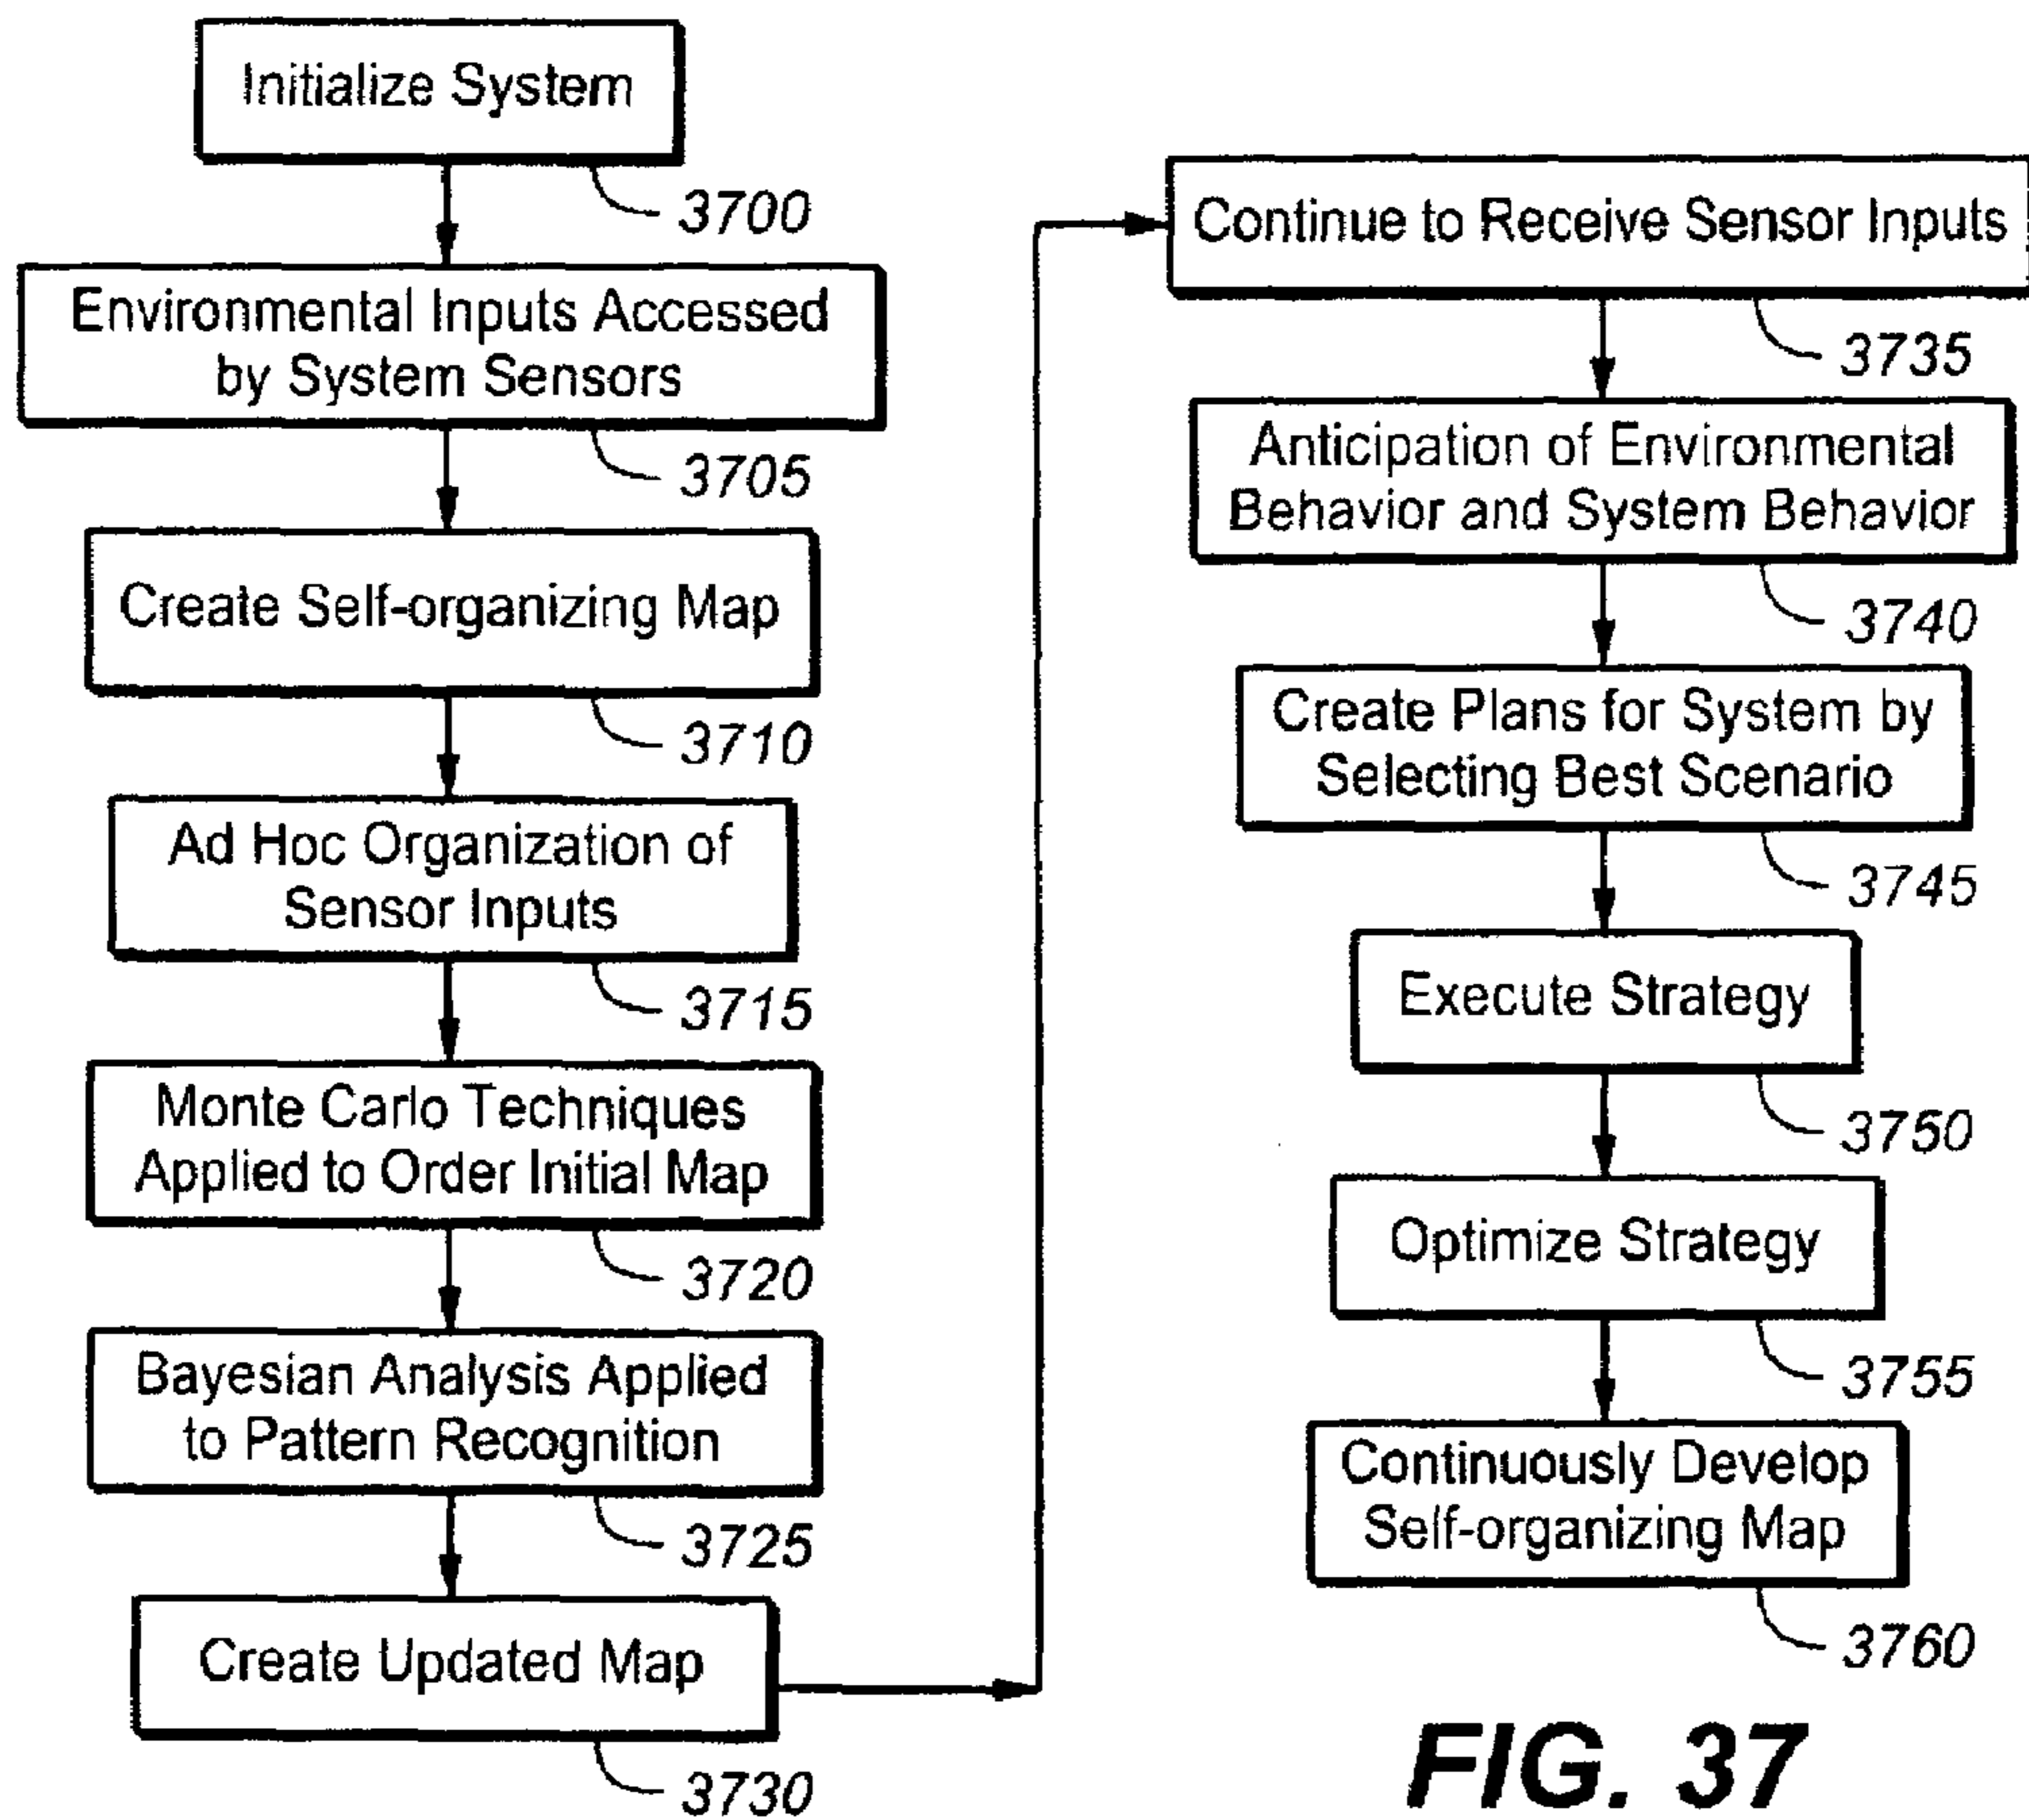 Initialize System
3700
Environmental Inputs Accessed
by System Sensors
3705
Create Self-organizing Map
3710
Ad Hoc Organization of
Sensor Inputs
3715
Monte Carlo Techniques
Applied to Order Initial Map
3720
Bayesian Analysis Applied
to Pattern Recognition
3725
Create Updated Map
3730
Continue to Receive Sensor Inputs
3735
Anticipation of Environmental
Behavior and System Behavior
3740
Create Plans for System by
Selecting Best Scenario
3745
Execute Strategy
3750
Optimize Strategy
3755
Continuously Develop
Self-organizing Map
3760
FIG. 37